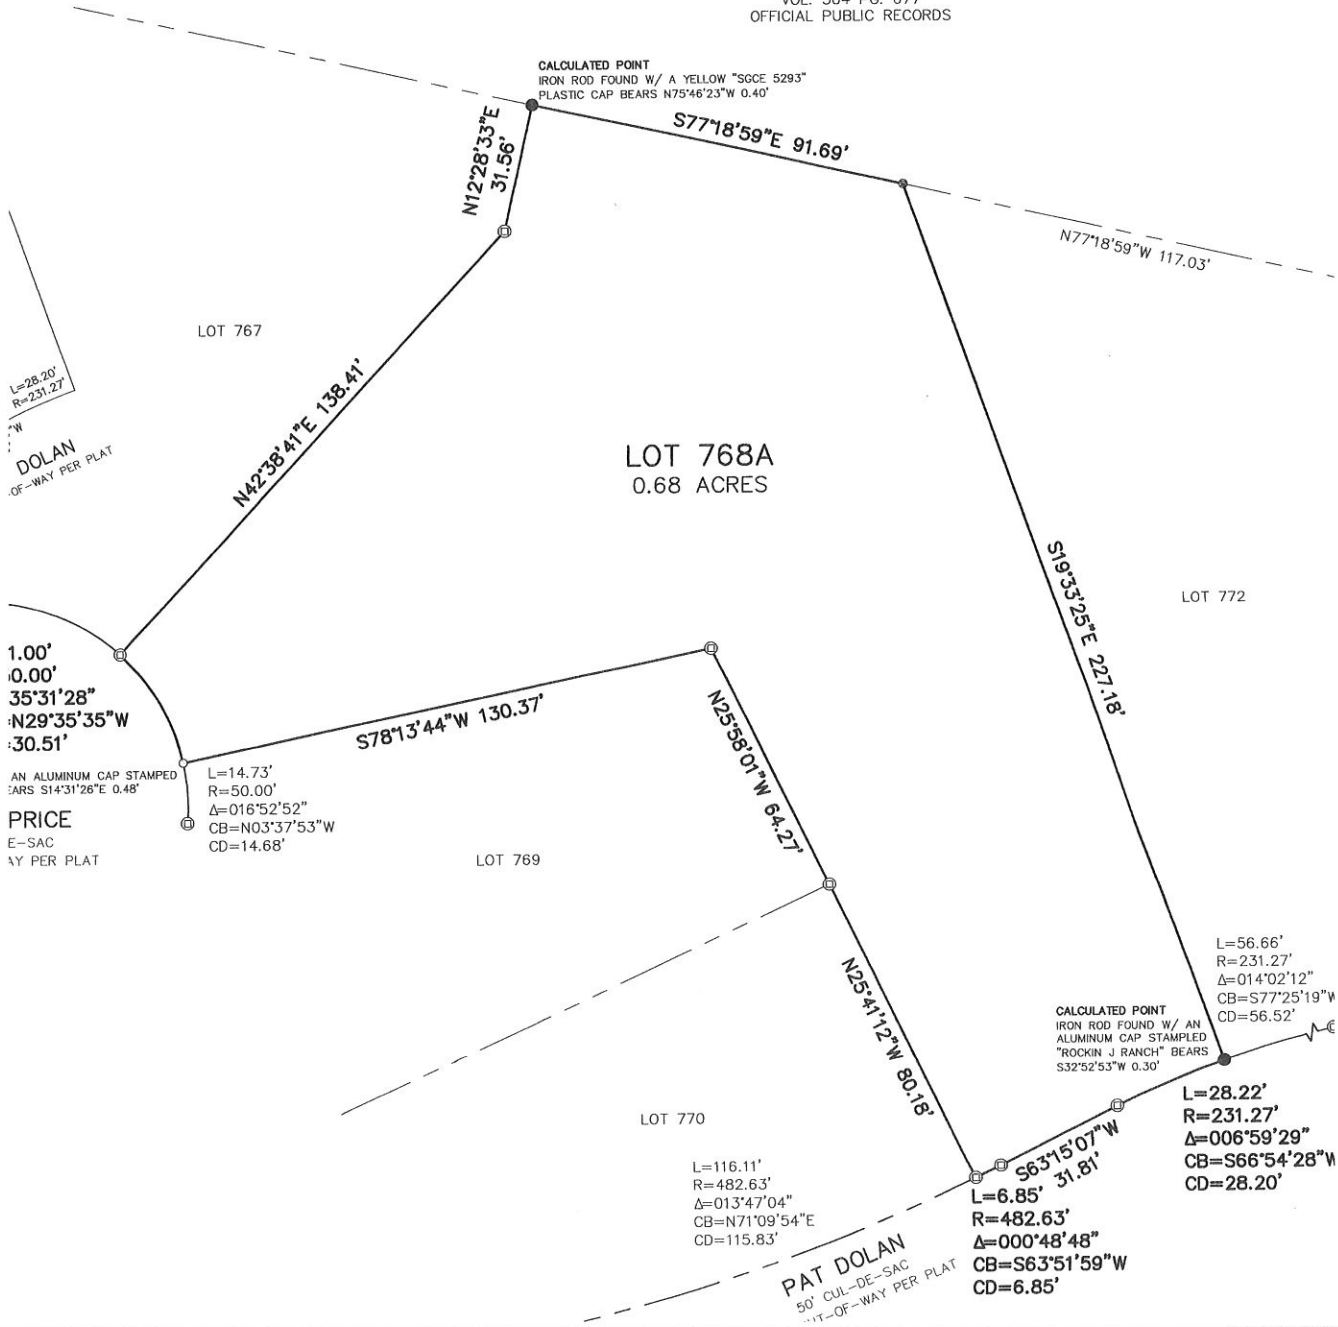 OFFICIAL PUBLIC RECORDS
CALCULATED POINT
IRON ROD FOUND W/ A YELLOW "SGCE 5293"
PLASTIC CAP BEARS N75°46'23"W 0.40'
S77°18'59"E 91.69'
N12°28'33"E
31.56'
N77°18'59"W 117.03'
LOT 767
L=28.20'
R=231.27'
"W
DOLAN
-OF-WAY PER PLAT
N42°38'41"E 138.41'
LOT 768A
0.68 ACRES
S19°33'25"E 227.18'
LOT 772
1.00'
0.00'
35°31'28"
N29°35'35"W
30.51'
AN ALUMINUM CAP STAMPED
EARS S14°31'26"E 0.48'
PRICE
E-SAC
AY PER PLAT
S78°13'44"W 130.37'
L=14.73'
R=50.00'
Δ=016°52'52"
CB=N03°37'53"W
CD=14.68'
N25°58'01"W 64.27'
LOT 769
N25°41'12"W 80.18'
L=56.66'
R=231.27'
Δ=014°02'12"
CB=S77°25'19"W
CD=56.52'
CALCULATED POINT
IRON ROD FOUND W/ AN
ALUMINUM CAP STAMPLED
"ROCKIN J RANCH" BEARS
S32°52'53"W 0.30'
L=28.22'
R=231.27'
Δ=006°59'29"
CB=S66°54'28"W
CD=28.20'
LOT 770
L=116.11'
R=482.63'
Δ=013°47'04"
CB=N71°09'54"E
CD=115.83'
S63°15'07"W
31.81'
L=6.85'
R=482.63'
Δ=000°48'48"
CB=S63°51'59"W
CD=6.85'
PAT DOLAN
50' CUL-DE-SAC
UT-OF-WAY PER PLAT